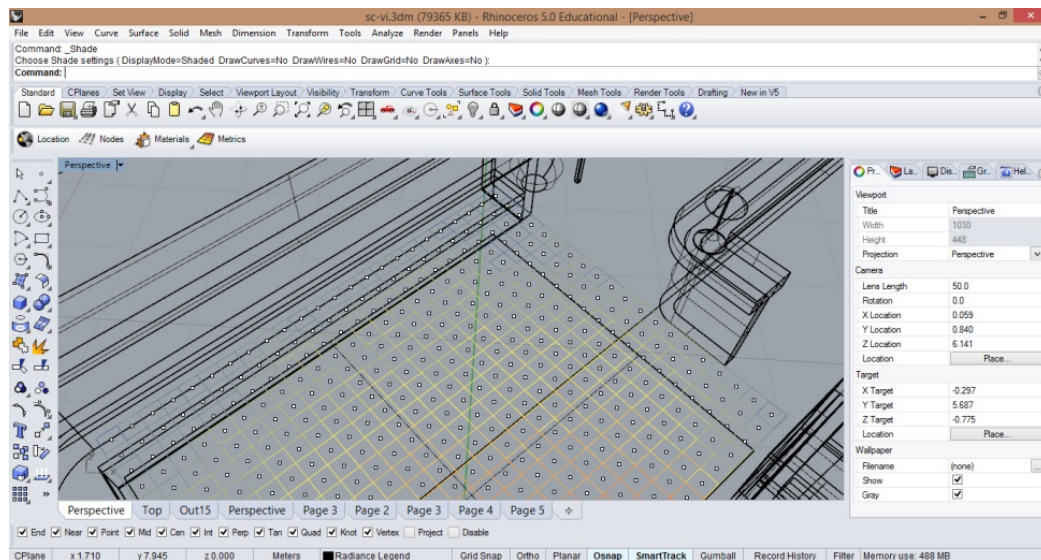 sc-vi.3dm (79365 KB) - Rhinoceros 5.0 Educational - [Perspective]
File Edit View Curve Surface Solid Mesh Dimension Transform Tools Analyze Render Panels Help
Command: _Shade
Choose Shade settings ( DisplayMode=Shaded DrawCurves=No DrawWires=No DrawGrid=No DrawAxes=No ):
Command:
Standard CPlanes Set View Display Select Viewport Layout Visibility Transform Curve Tools Surface Tools Solid Tools Mesh Tools Render Tools Drafting New in V5
Location Nodes Materials Metrics
Perspective
Pr... La... Dis... Gr... Hel...
Viewport
Title Perspective
Width 1030
Height 448
Projection Perspective
Camera
Lens Length 50.0
Rotation 0.0
X Location 0.059
Y Location 0.840
Z Location 6.141
Location Place...
Target
X Target -0.297
Y Target 5.687
Z Target -0.775
Location Place...
Wallpaper
Filename (none) ...
Show
Gray
Perspective Top Out15 Perspective Page 3 Page 2 Page 3 Page 4 Page 5
End Near Point Mid Cen Int Perp Tan Quad Knot Vertex Project Disable
CPlane x 1.710 y 7.945 z 0.000 Meters Radiance Legend Grid Snap Ortho Planar Osnap SmartTrack Gumball Record History Filter Memory use: 488 MB